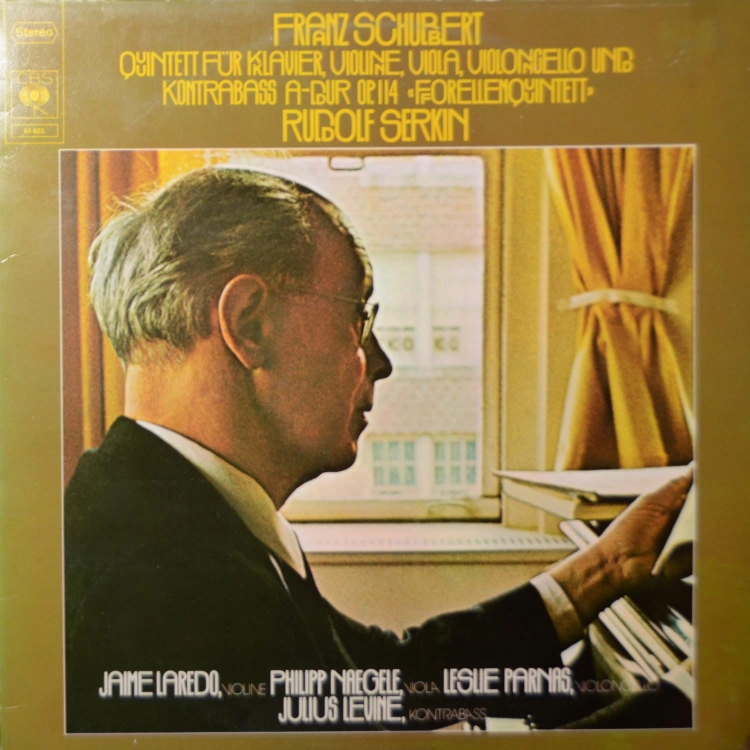 Stereo
FRANZ SCHUBERT
QUINTETT FÜR KLAVIER, VIOLINE, VIOLA, VIOLONCELLO UND
CBS
KONTRABASS A-DUR OP. 114 «FORELLENQUINTETT»
RUDOLF SERKIN
JAIME LAREDO, VIOLINE PHILIPP NAEGELE, VIOLA LESLIE PARNAS, VIOLONCELLO
JULIUS LEVINE, KONTRABASS